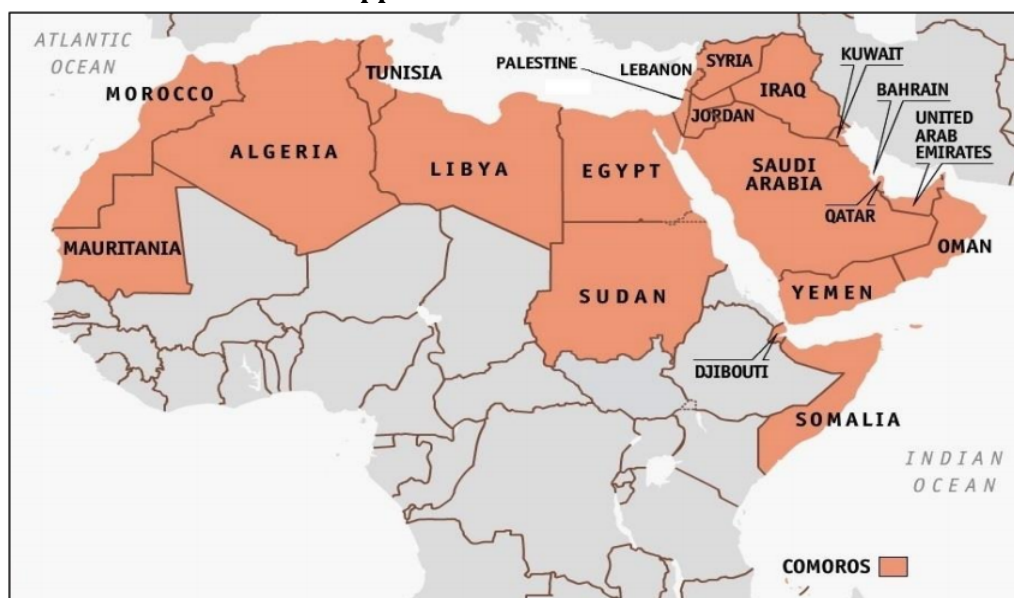 ATLANTIC
OCEAN
MOROCCO
TUNISIA
PALESTINE
LEBANON
SYRIA
KUWAIT
IRAQ
BAHRAIN
JORDAN
UNITED
ARAB
EMIRATES
ALGERIA
LIBYA
EGYPT
SAUDI
ARABIA
QATAR
MAURITANIA
OMAN
SUDAN
YEMEN
DJIBOUTI
SOMALIA
INDIAN
OCEAN
COMOROS